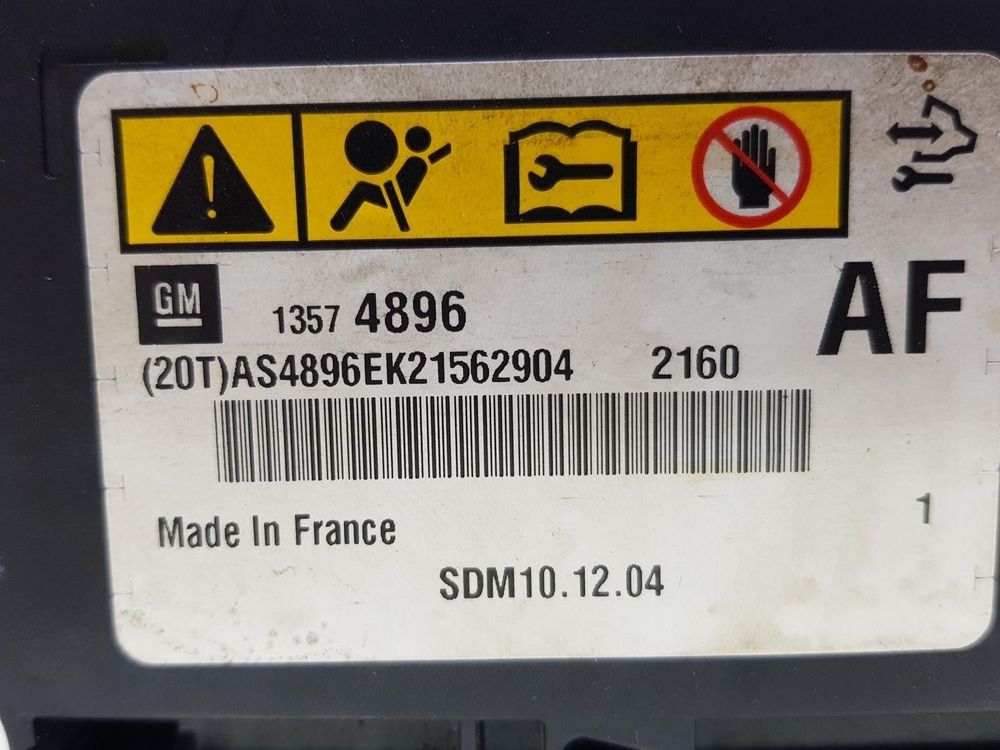 GM
1357 4896
AF
(20T)AS4896EK21562904 2160
Made In France
1
SDM10.12.04